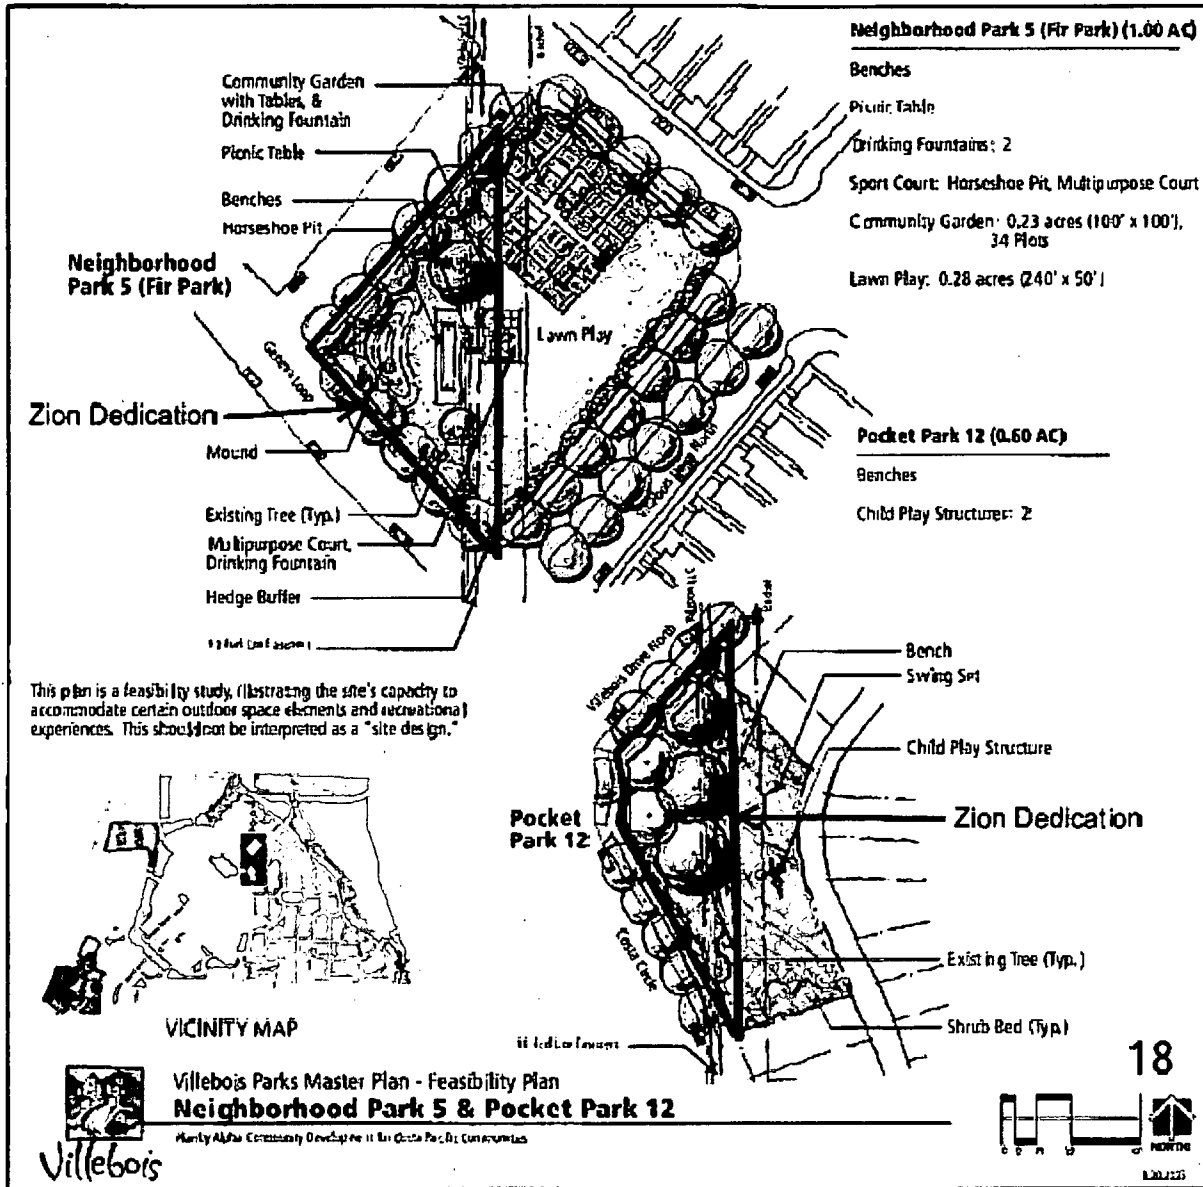 Neighborhood Park 5 (Fir Park) (1.00 AC)
Benches
Picnic Table
Drinking Fountains: 2
Sport Court: Horseshoe Pit, Multipurpose Court
Community Garden: 0.23 acres (100' x 100'),
34 Plots
Lawn Play: 0.28 acres (240' x 50')
Community Garden
with Tables, &
Drinking Fountain
Picnic Table
Benches
Horseshoe Pit
Neighborhood
Park 5 (Fir Park)
Lawn Play
Zion Dedication
Mound
Existing Tree (Typ.)
Multipurpose Court,
Drinking Fountain
Hedge Buffer
Pocket Park 12 (0.60 AC)
Benches
Child Play Structures: 2
This plan is a feasibility study, illustrating the site's capacity to
accommodate certain outdoor space elements and recreational
experiences. This should not be interpreted as a "site design."
Villebois Drive North
Bench
Swing Set
Child Play Structure
Pocket
Park 12
Zion Dedication
Costa Circle
Existing Tree (Typ.)
Shrub Bed (Typ.)
VICINITY MAP
18
Villebois Parks Master Plan - Feasibility Plan
Neighborhood Park 5 & Pocket Park 12
Villebois
NORTH